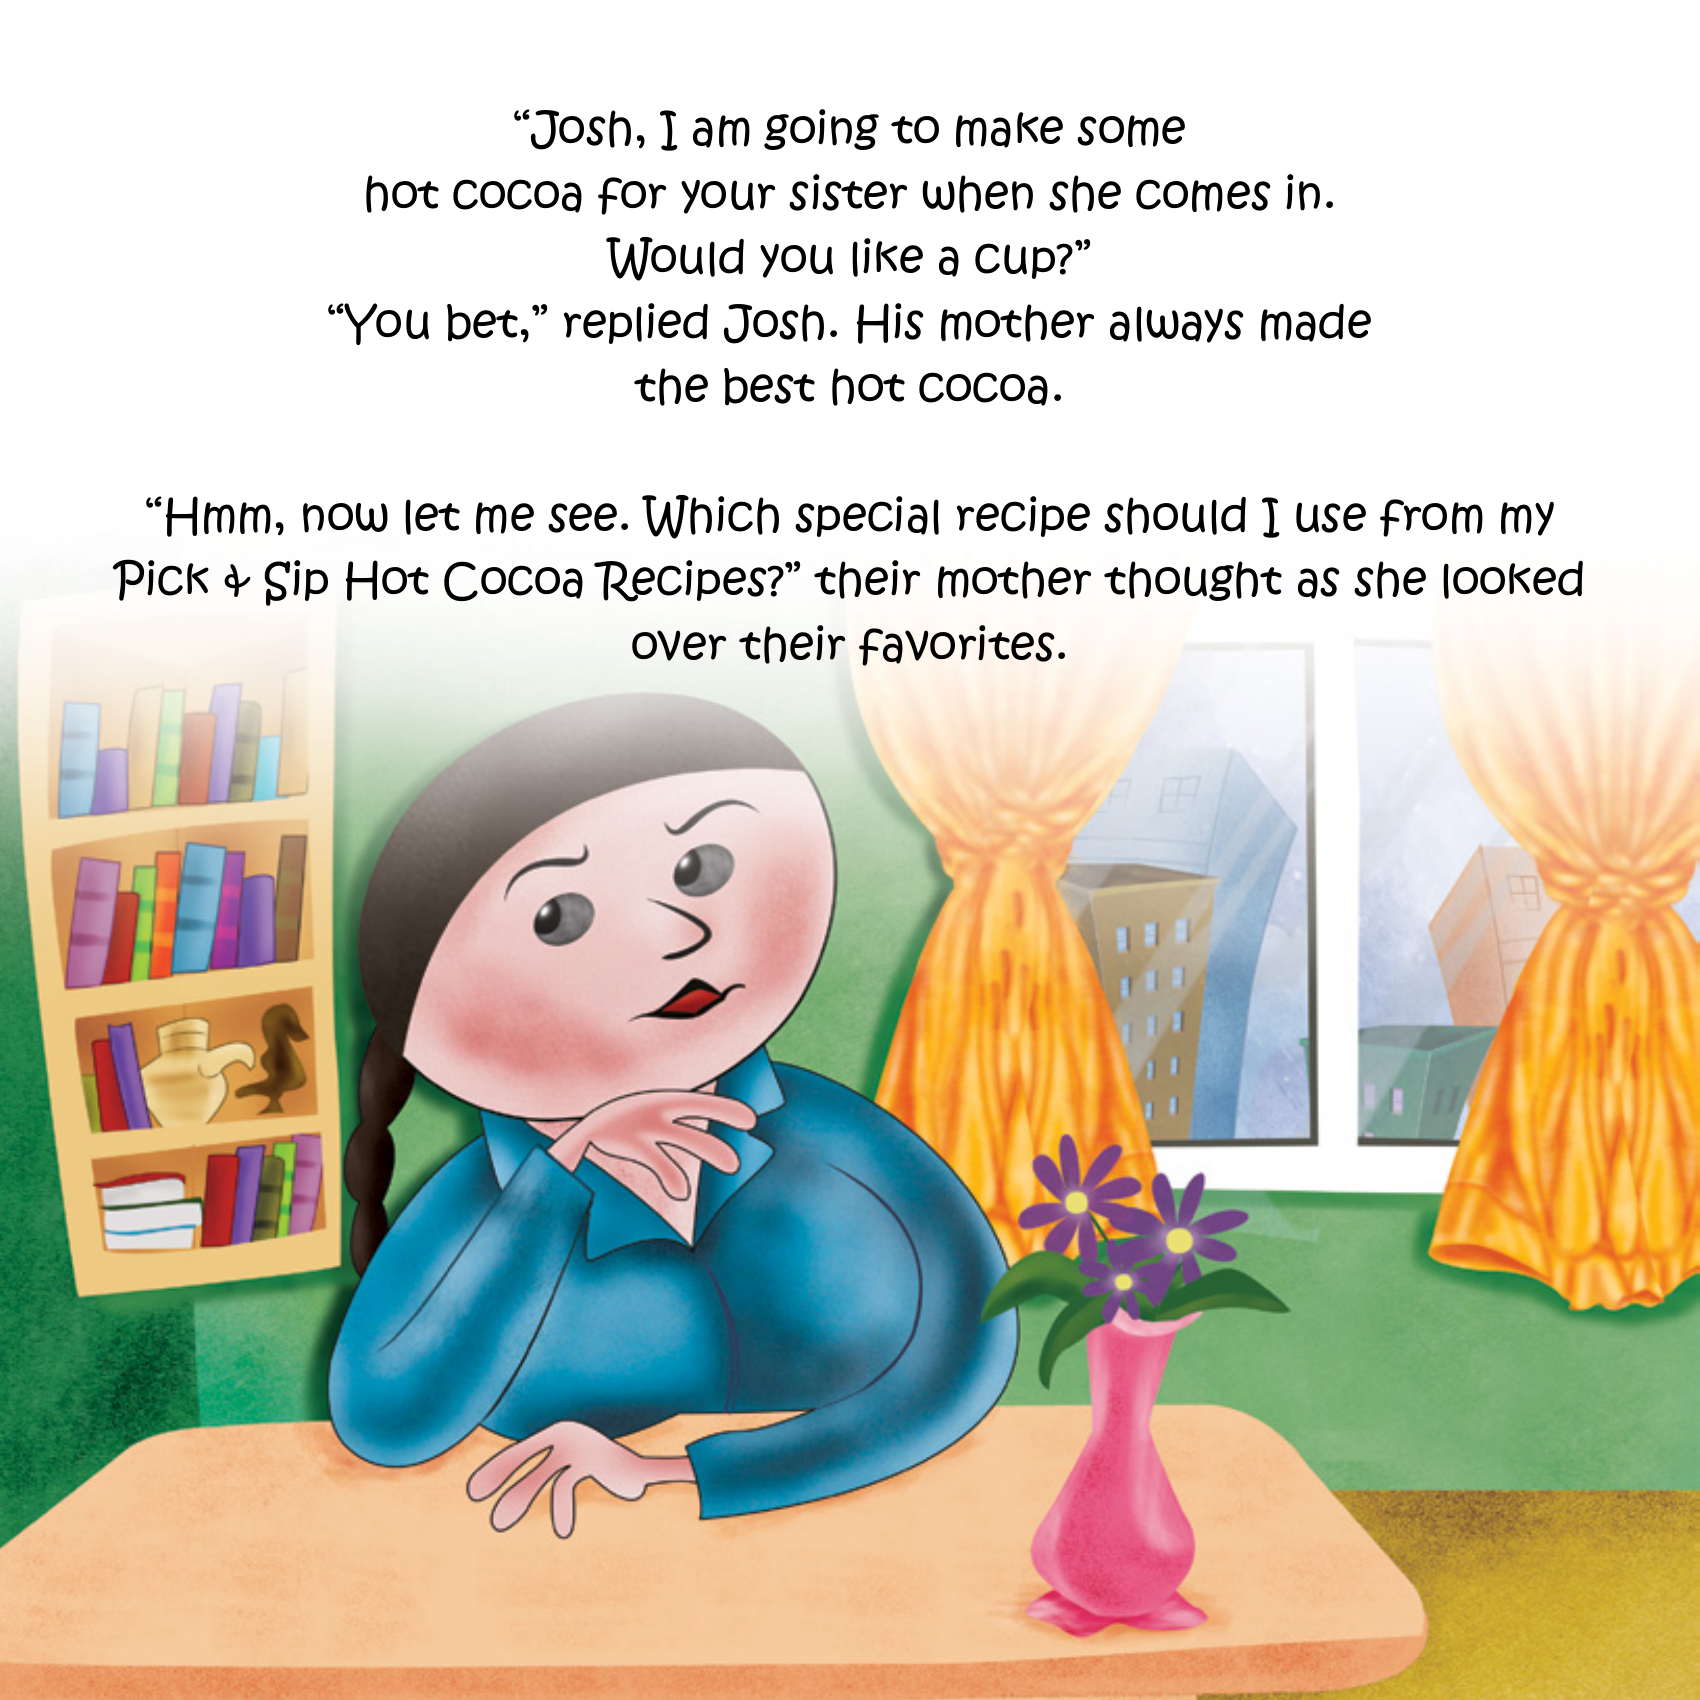 “Josh, I am going to make some
hot cocoa for your sister when she comes in.
Would you like a cup?”
“You bet,” replied Josh. His mother always made
the best hot cocoa.
“Hmm, now let me see. Which special recipe should I use from my
Pick & Sip Hot Cocoa Recipes?” their mother thought as she looked
over their favorites.